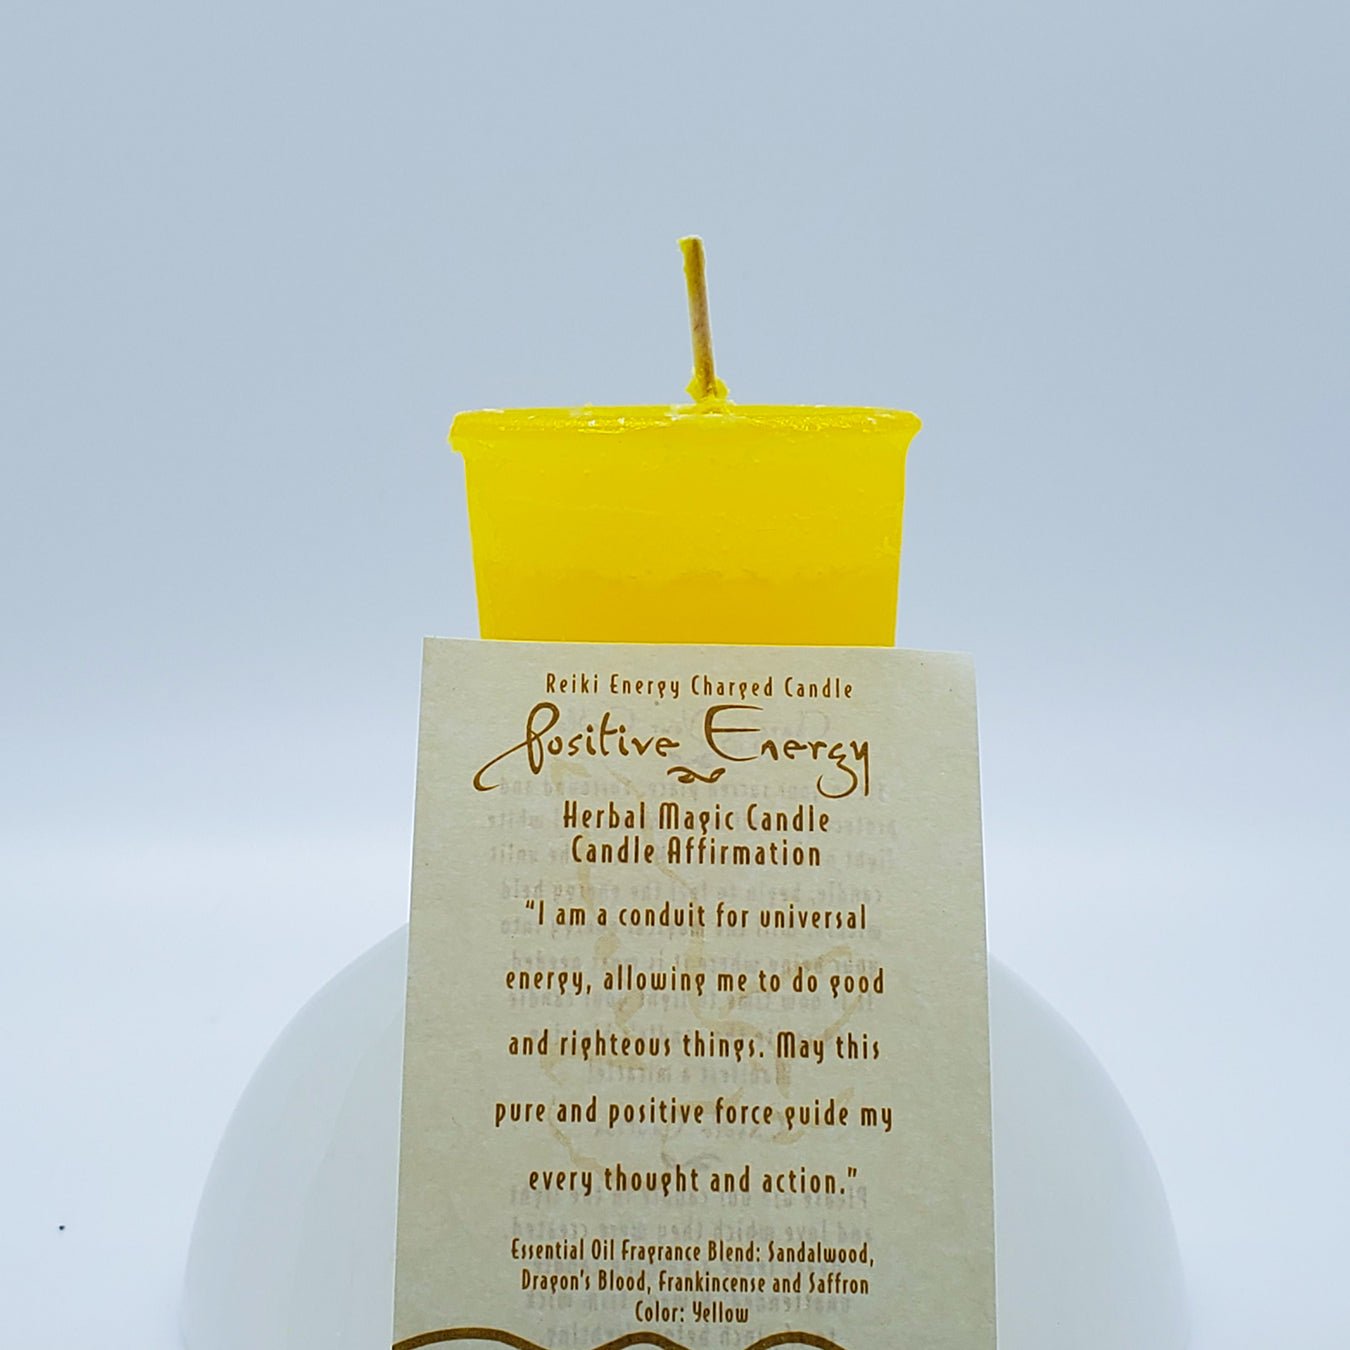 Reiki Energy Charged Candle
Positive Energy
Herbal Magic Candle
Candle Affirmation
“I am a conduit for universal
energy, allowing me to do good
and righteous things. May this
pure and positive force guide my
every thought and action.”
Essential Oil Fragrance Blend: Sandalwood,
Dragon's Blood, Frankincense and Saffron
Color: Yellow